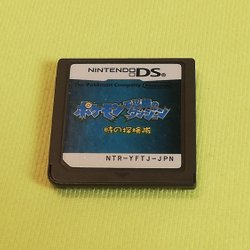 NINTENDO DS
The Pokémon Company
ポケモン不思議のダンジョン
時の探検隊
NTR-YFTJ-JPN